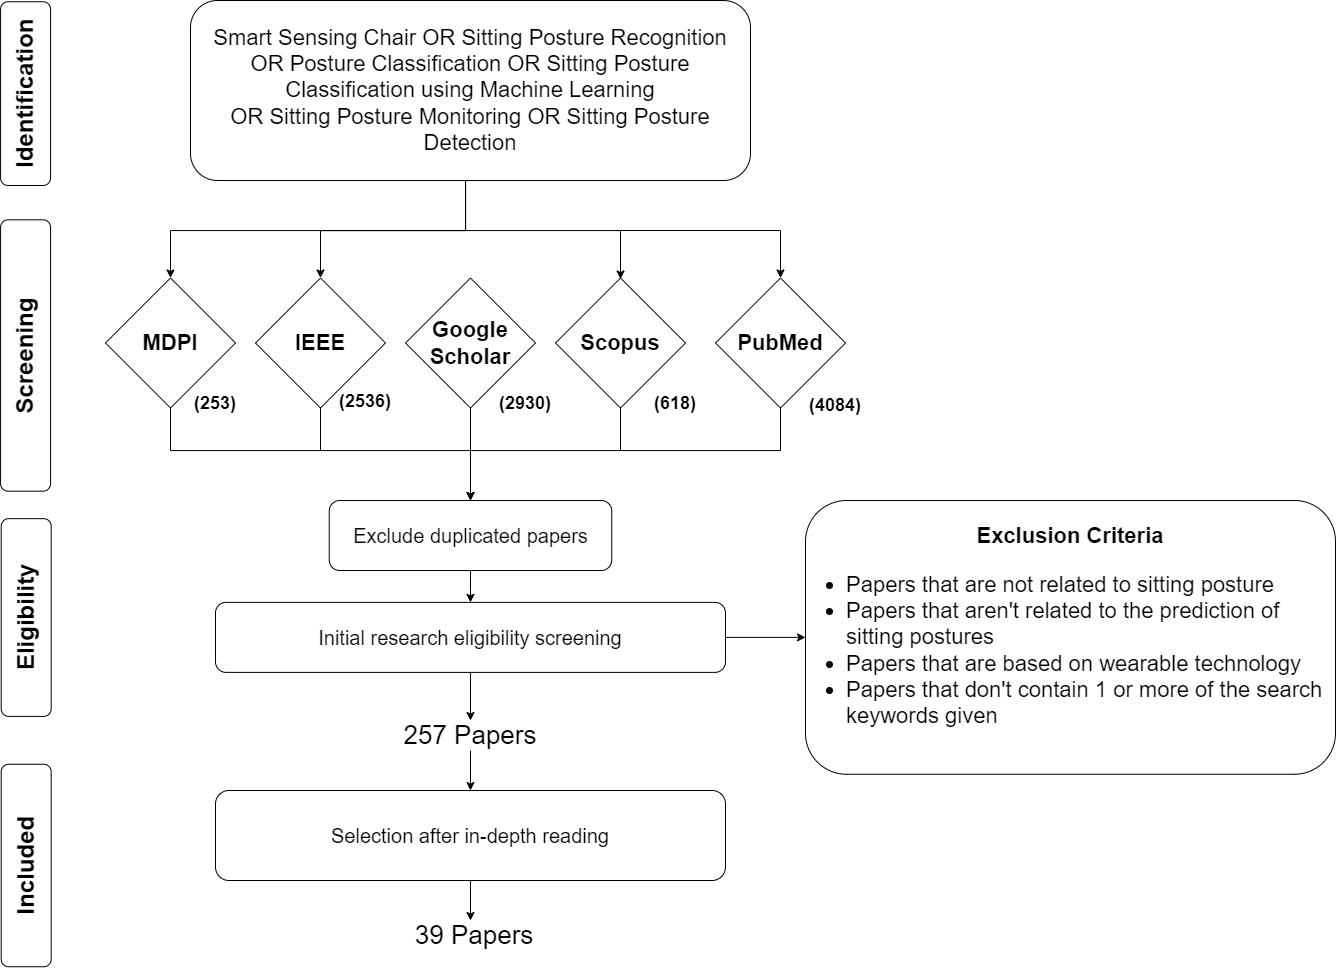 Identification
Smart Sensing Chair OR Sitting Posture Recognition
OR Posture Classification OR Sitting Posture
Classification using Machine Learning
OR Sitting Posture Monitoring OR Sitting Posture
Detection
Screening
MDPI
(253)
IEEE
(2536)
Google
Scholar
(2930)
Scopus
(618)
PubMed
(4084)
Eligibility
Exclude duplicated papers
Initial research eligibility screening
Exclusion Criteria
• Papers that are not related to sitting posture
• Papers that aren't related to the prediction of
sitting postures
• Papers that are based on wearable technology
• Papers that don't contain 1 or more of the search
keywords given
257 Papers
Included
Selection after in-depth reading
39 Papers